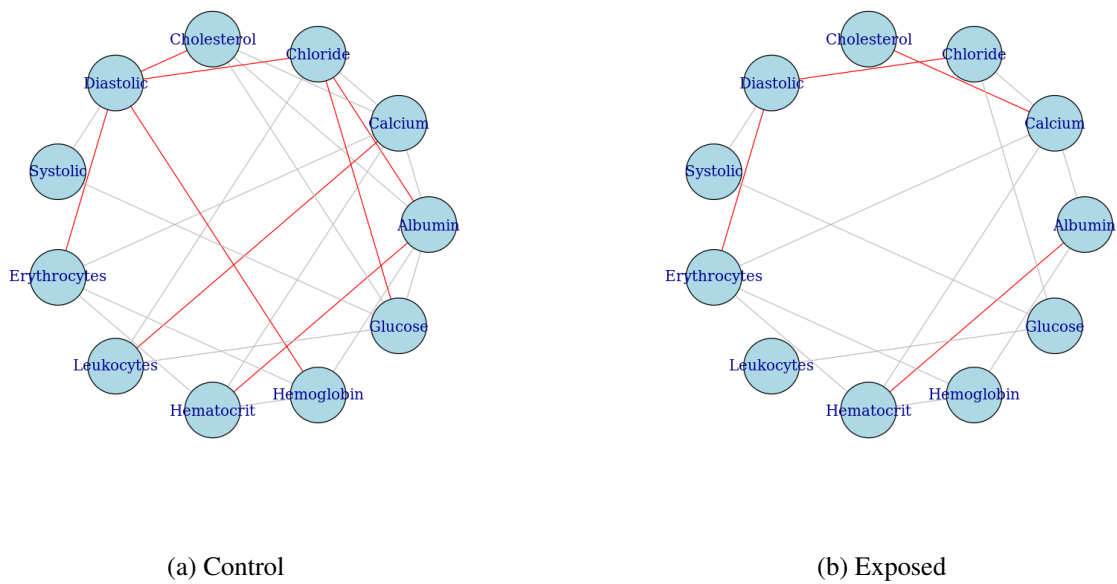 Cholesterol
Chloride
Diastolic
Calcium
Systolic
Albumin
Erythrocytes
Glucose
Leukocytes
Hemoglobin
Hematocrit
(a) Control
Cholesterol
Chloride
Diastolic
Calcium
Systolic
Albumin
Erythrocytes
Glucose
Leukocytes
Hemoglobin
Hematocrit
(b) Exposed